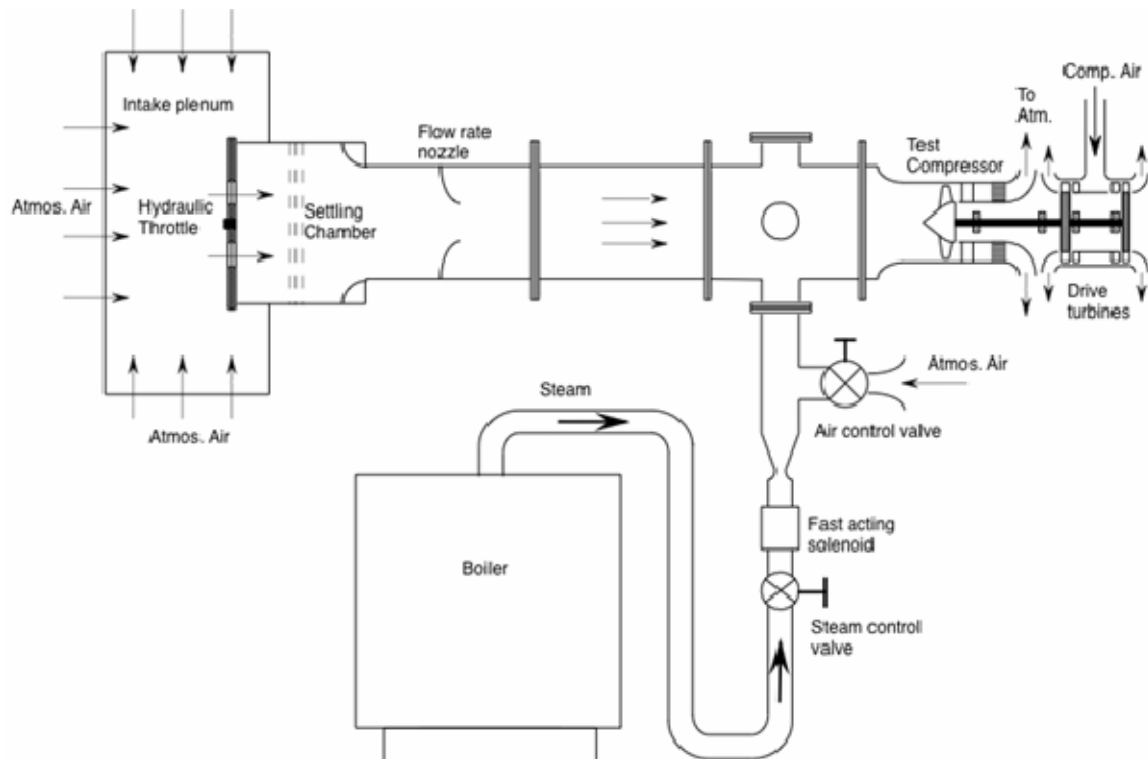 Comp. Air
To
Atm.
Intake plenum
Flow rate
nozzle
Test
Compressor
Atmos. Air
Hydraulic
Throttle
Settling
Chamber
Drive
turbines
Atmos. Air
Steam
Atmos. Air
Air control valve
Fast acting
solenoid
Boiler
Steam control
valve